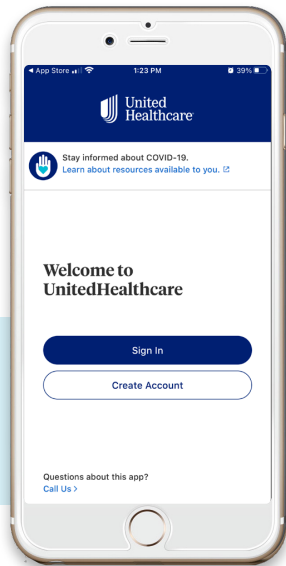 App Store
1:23 PM
39%
United
Healthcare
Stay informed about COVID-19.
Learn about resources available to you.
Welcome to
UnitedHealthcare
Sign In
Create Account
Questions about this app?
Call Us >